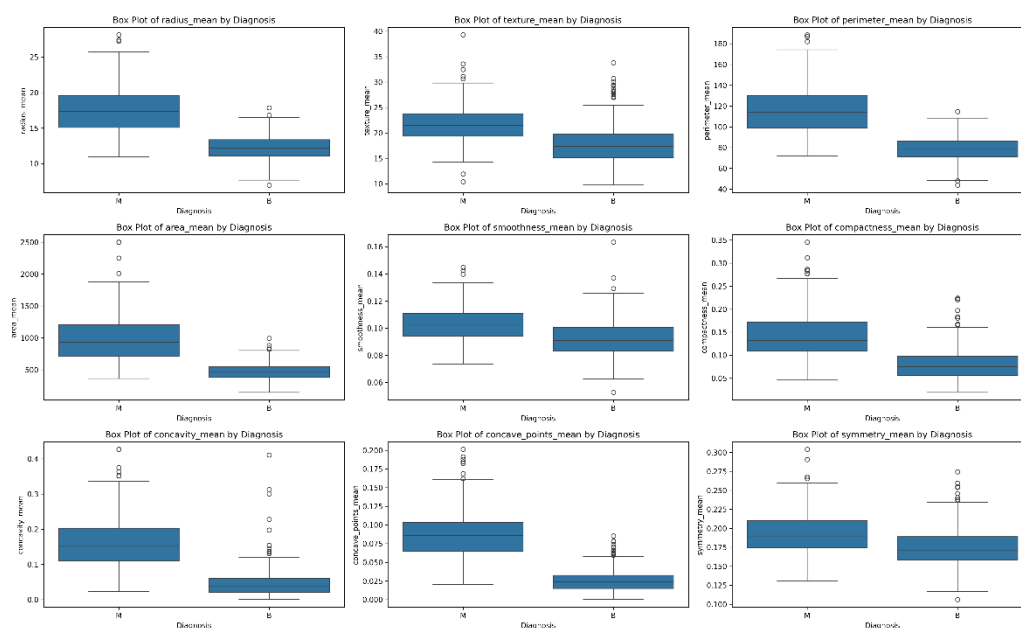 Box Plot of radius_mean by Diagnosis
radius_mean
25
20
15
10
M
B
Diagnosis
Box Plot of texture_mean by Diagnosis
texture_mean
40
35
30
25
20
15
10
M
B
Diagnosis
Box Plot of perimeter_mean by Diagnosis
perimeter_mean
180
160
140
120
100
80
60
40
M
B
Diagnosis
Box Plot of area_mean by Diagnosis
area_mean
2500
2000
1500
1000
500
M
B
Diagnosis
Box Plot of smoothness_mean by Diagnosis
smoothness_mean
0.16
0.14
0.12
0.10
0.08
0.06
M
B
Diagnosis
Box Plot of compactness_mean by Diagnosis
compactness_mean
0.35
0.30
0.25
0.20
0.15
0.10
0.05
M
B
Diagnosis
Box Plot of concavity_mean by Diagnosis
concavity_mean
0.4
0.3
0.2
0.1
0.0
M
B
Diagnosis
Box Plot of concave_points_mean by Diagnosis
concave_points_mean
0.200
0.175
0.150
0.125
0.100
0.075
0.050
0.025
0.000
M
B
Diagnosis
Box Plot of symmetry_mean by Diagnosis
symmetry_mean
0.300
0.275
0.250
0.225
0.200
0.175
0.150
0.125
0.100
M
B
Diagnosis